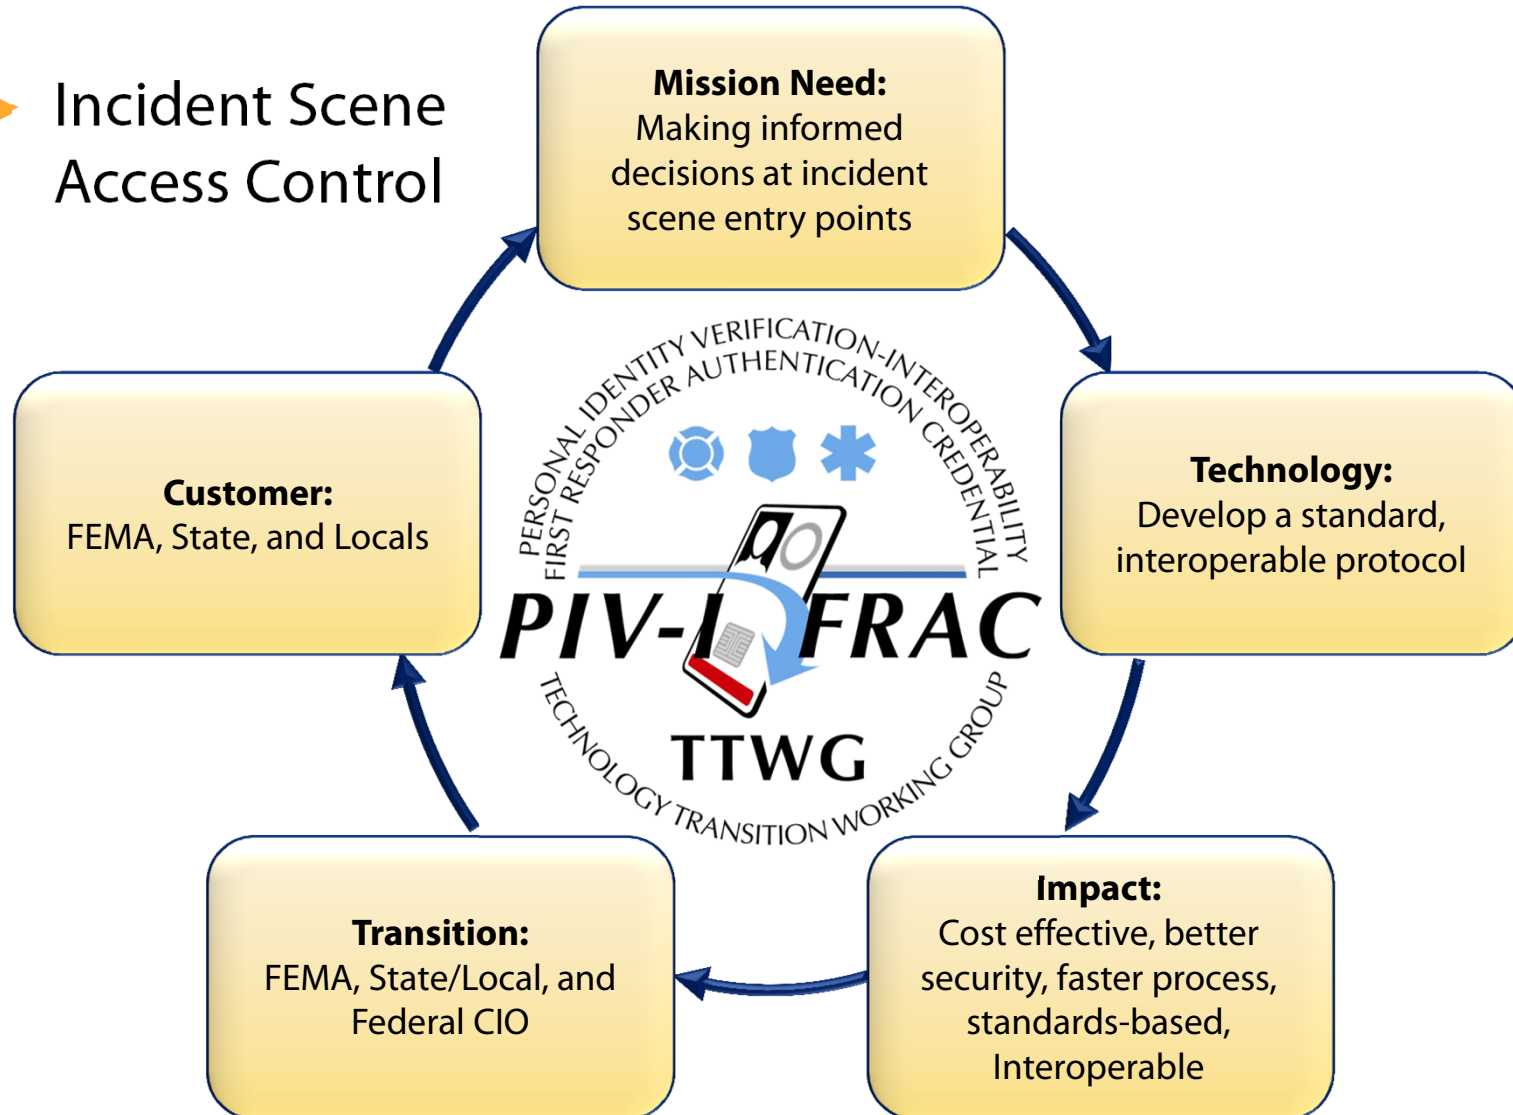 Incident Scene
Access Control
Mission Need:
Making informed
decisions at incident
scene entry points
Technology:
Develop a standard,
interoperable protocol
Impact:
Cost effective, better
security, faster process,
standards-based,
Interoperable
Transition:
FEMA, State/Local, and
Federal CIO
Customer:
FEMA, State, and Locals
PERSONAL IDENTITY VERIFICATION-INTEROPERABILITY
FIRST RESPONDER AUTHENTICATION CREDENTIAL
PIV-I FRAC
TTWG
TECHNOLOGY TRANSITION WORKING GROUP